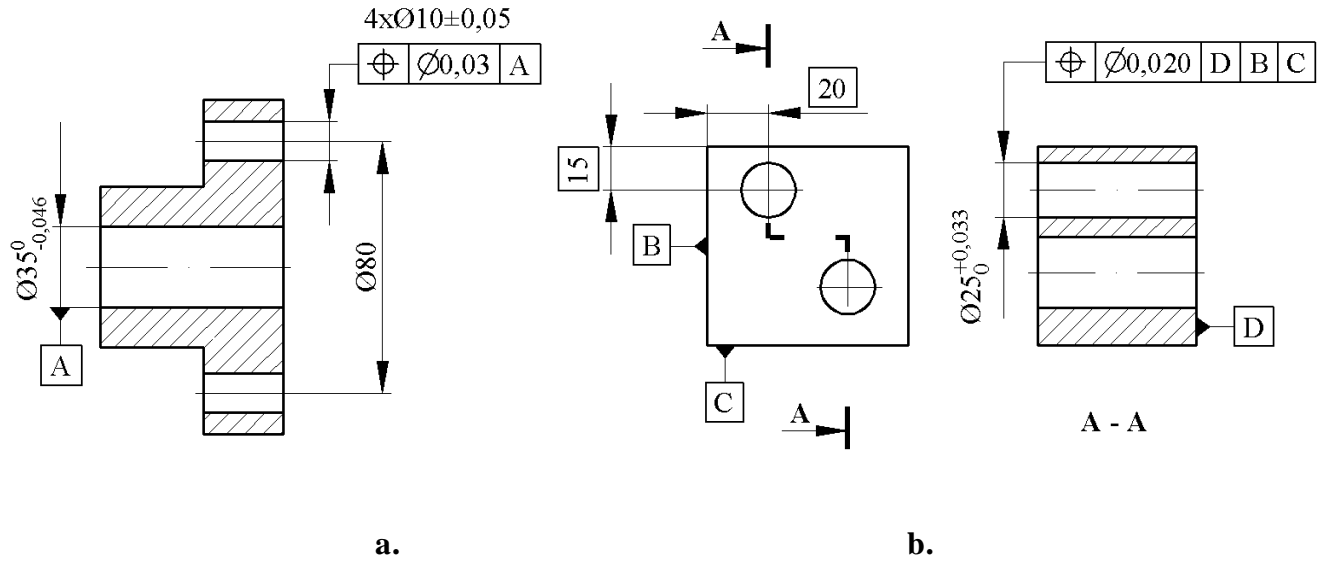 4xØ10±0,05
⌖ Ø0,03 A
Ø35 0 -0,046
A
Ø80
a.
A
20
15
B
C
A
⌖ Ø0,020 D B C
Ø25 +0,033 0
D
A - A
b.